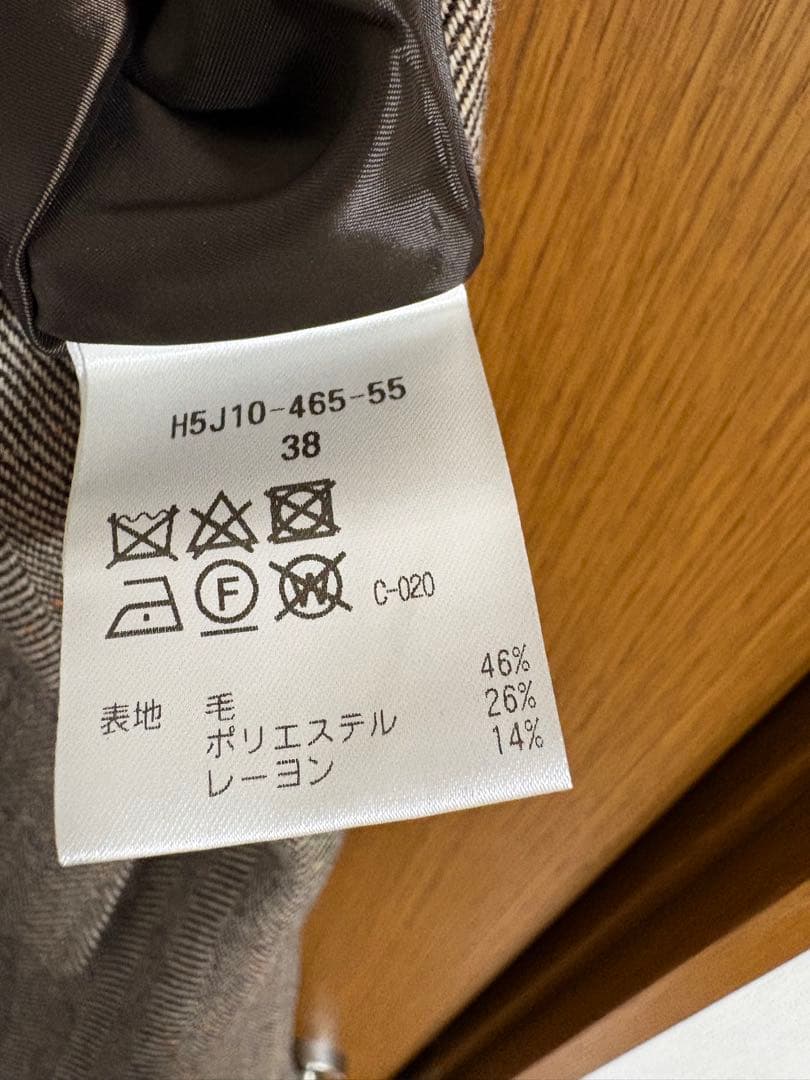 H5J10-465-55
38
F W C-020
表地 毛 46%
ポリエステル 26%
レーヨン 14%